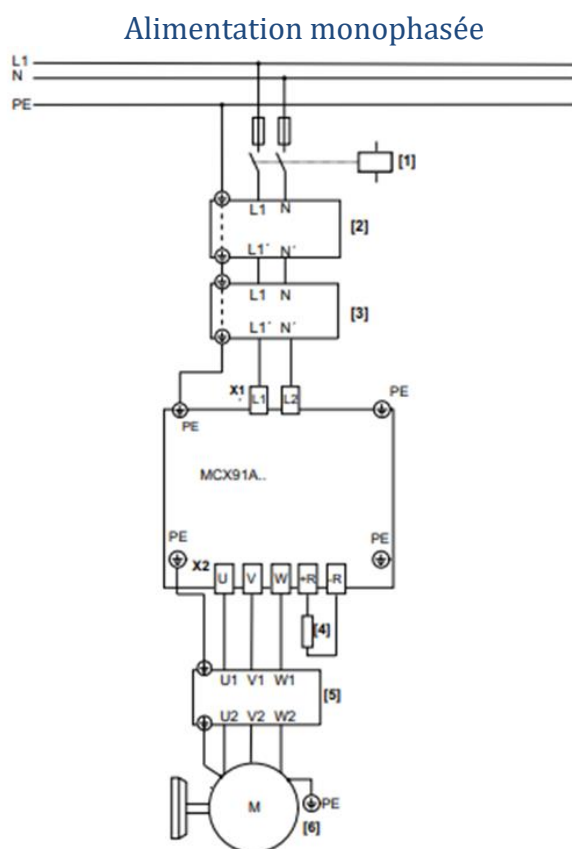 Alimentation monophasée
L1
N
PE
[1]
L1 N
[2]
L1´ N´
L1 N
[3]
L1´ N´
X1
L1 L2
PE
PE
MCX91A..
PE
PE
X2
U V W +R -R
[4]
U1 V1 W1
[5]
U2 V2 W2
M
PE
[6]